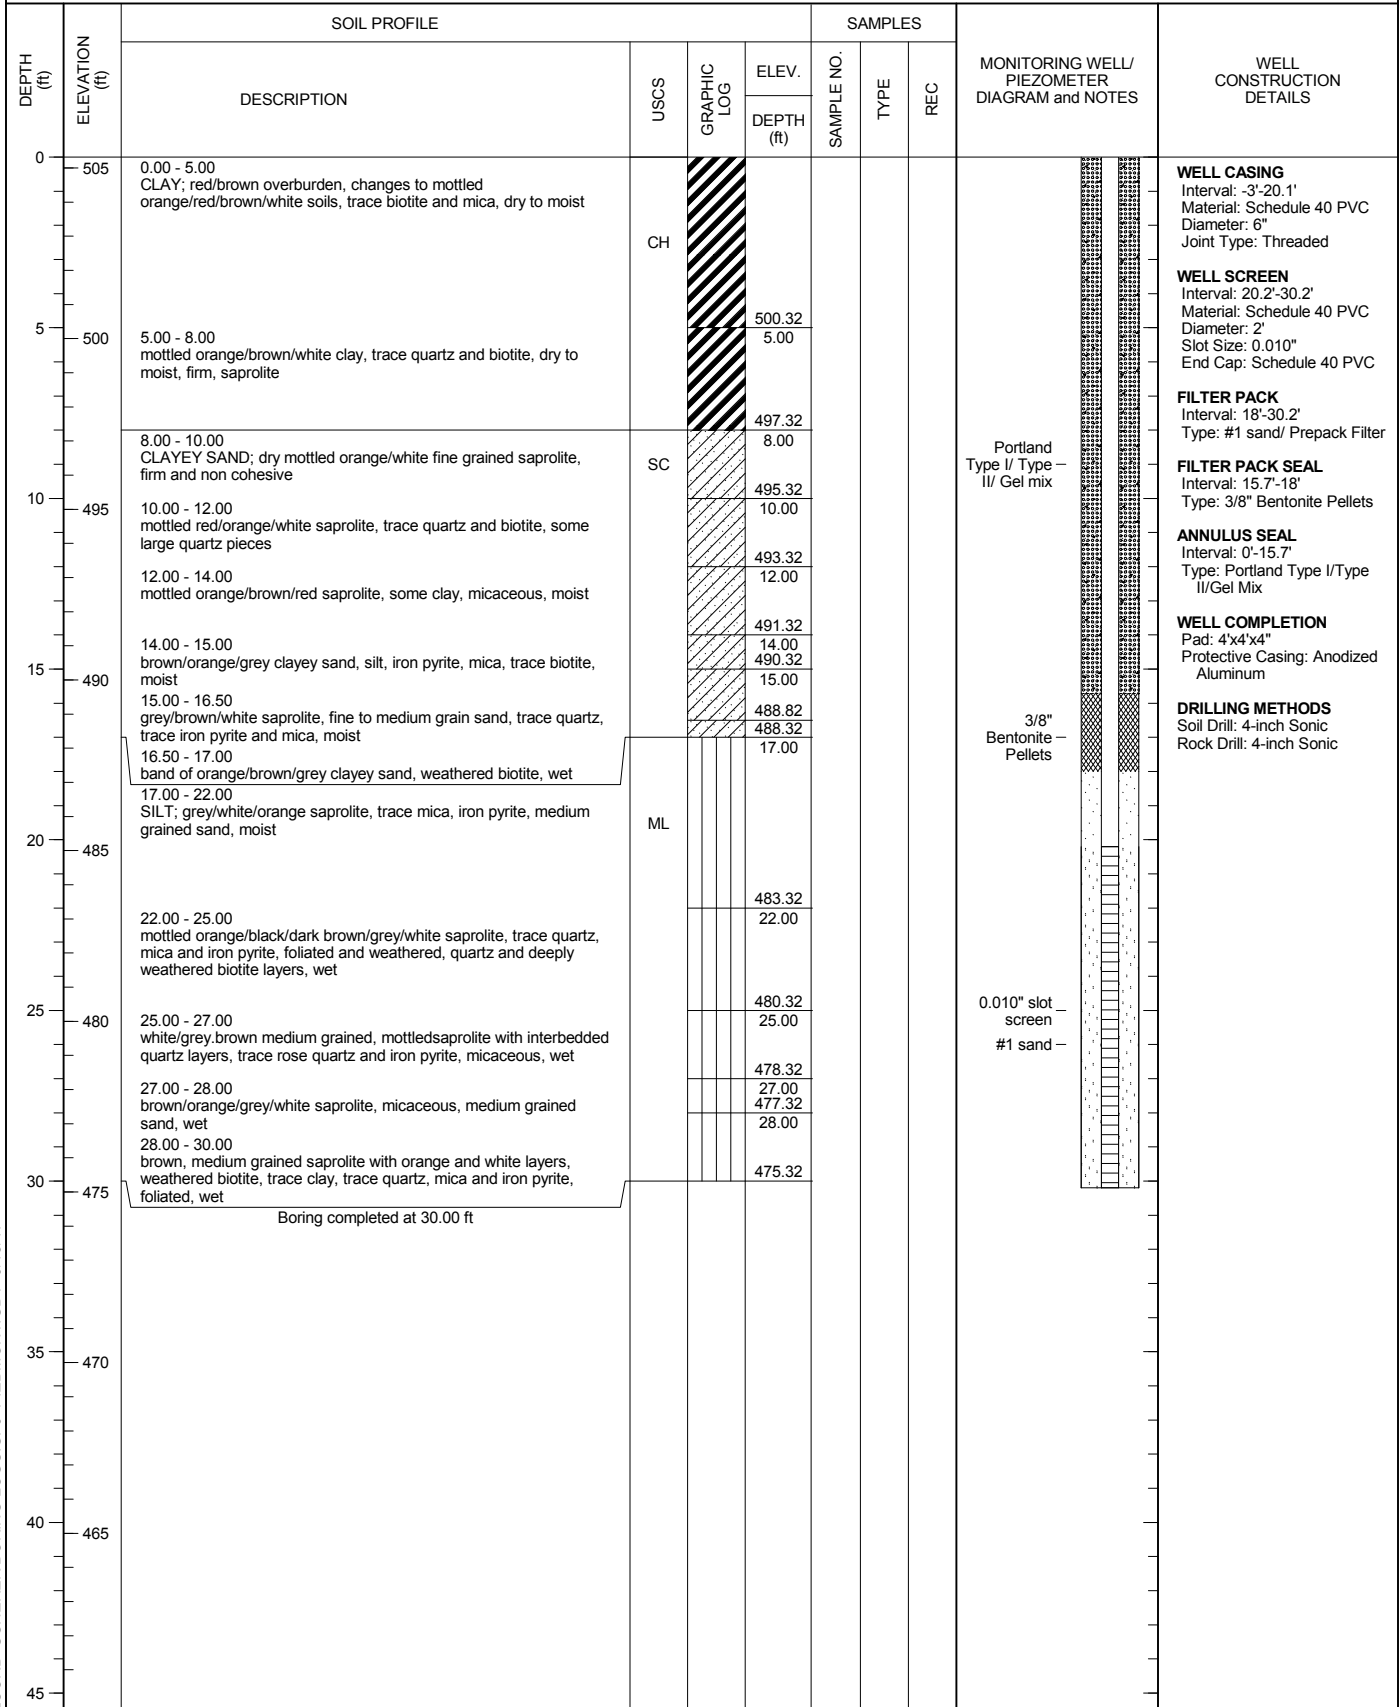 SOIL PROFILE
SAMPLES
DEPTH
(ft)
ELEVATION
(ft)
DESCRIPTION
USCS
GRAPHIC
LOG
ELEV.
DEPTH
(ft)
SAMPLE NO.
TYPE
REC
MONITORING WELL/
PIEZOMETER
DIAGRAM and NOTES
WELL
CONSTRUCTION
DETAILS
0
5
10
15
20
25
30
35
40
45
505
500
495
490
485
480
475
470
465
0.00 - 5.00
CLAY; red/brown overburden, changes to mottled
orange/red/brown/white soils, trace biotite and mica, dry to moist
5.00 - 8.00
mottled orange/brown/white clay, trace quartz and biotite, dry to
moist, firm, saprolite
8.00 - 10.00
CLAYEY SAND; dry mottled orange/white fine grained saprolite,
firm and non cohesive
10.00 - 12.00
mottled red/orange/white saprolite, trace quartz and biotite, some
large quartz pieces
12.00 - 14.00
mottled orange/brown/red saprolite, some clay, micaceous, moist
14.00 - 15.00
brown/orange/grey clayey sand, silt, iron pyrite, mica, trace biotite,
moist
15.00 - 16.50
grey/brown/white saprolite, fine to medium grain sand, trace quartz,
trace iron pyrite and mica, moist
16.50 - 17.00
band of orange/brown/grey clayey sand, weathered biotite, wet
17.00 - 22.00
SILT; grey/white/orange saprolite, trace mica, iron pyrite, medium
grained sand, moist
22.00 - 25.00
mottled orange/black/dark brown/grey/white saprolite, trace quartz,
mica and iron pyrite, foliated and weathered, quartz and deeply
weathered biotite layers, wet
25.00 - 27.00
white/grey.brown medium grained, mottledsaprolite with interbedded
quartz layers, trace rose quartz and iron pyrite, micaceous, wet
27.00 - 28.00
brown/orange/grey/white saprolite, micaceous, medium grained
sand, wet
28.00 - 30.00
brown, medium grained saprolite with orange and white layers,
weathered biotite, trace clay, trace quartz, mica and iron pyrite,
foliated, wet
Boring completed at 30.00 ft
CH
SC
ML
500.32
5.00
497.32
8.00
495.32
10.00
493.32
12.00
491.32
14.00
490.32
15.00
488.82
488.32
17.00
483.32
22.00
480.32
25.00
478.32
27.00
477.32
28.00
475.32
Portland
Type I/ Type
II/ Gel mix
3/8"
Bentonite
Pellets
0.010" slot
screen
#1 sand
WELL CASING
Interval: -3'-20.1'
Material: Schedule 40 PVC
Diameter: 6"
Joint Type: Threaded
WELL SCREEN
Interval: 20.2'-30.2'
Material: Schedule 40 PVC
Diameter: 2'
Slot Size: 0.010"
End Cap: Schedule 40 PVC
FILTER PACK
Interval: 18'-30.2'
Type: #1 sand/ Prepack Filter
FILTER PACK SEAL
Interval: 15.7'-18'
Type: 3/8" Bentonite Pellets
ANNULUS SEAL
Interval: 0'-15.7'
Type: Portland Type I/Type
II/Gel Mix
WELL COMPLETION
Pad: 4'x4'x4"
Protective Casing: Anodized
Aluminum
DRILLING METHODS
Soil Drill: 4-inch Sonic
Rock Drill: 4-inch Sonic